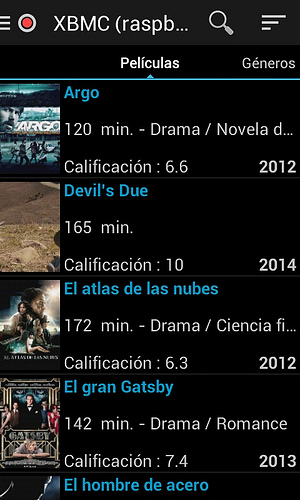 XBMC (raspb...
Películas
Géneros
Argo
120 min. - Drama / Novela d...
Calificación : 6.6
2012
ARGO
Devil's Due
165 min.
Calificación : 10
2014
El atlas de las nubes
172 min. - Drama / Ciencia fi...
Calificación : 6.3
2012
EL ATLAS DE LAS NUBES
El gran Gatsby
142 min. - Drama / Romance
Calificación : 7.4
2013
GATSBY
El hombre de acero